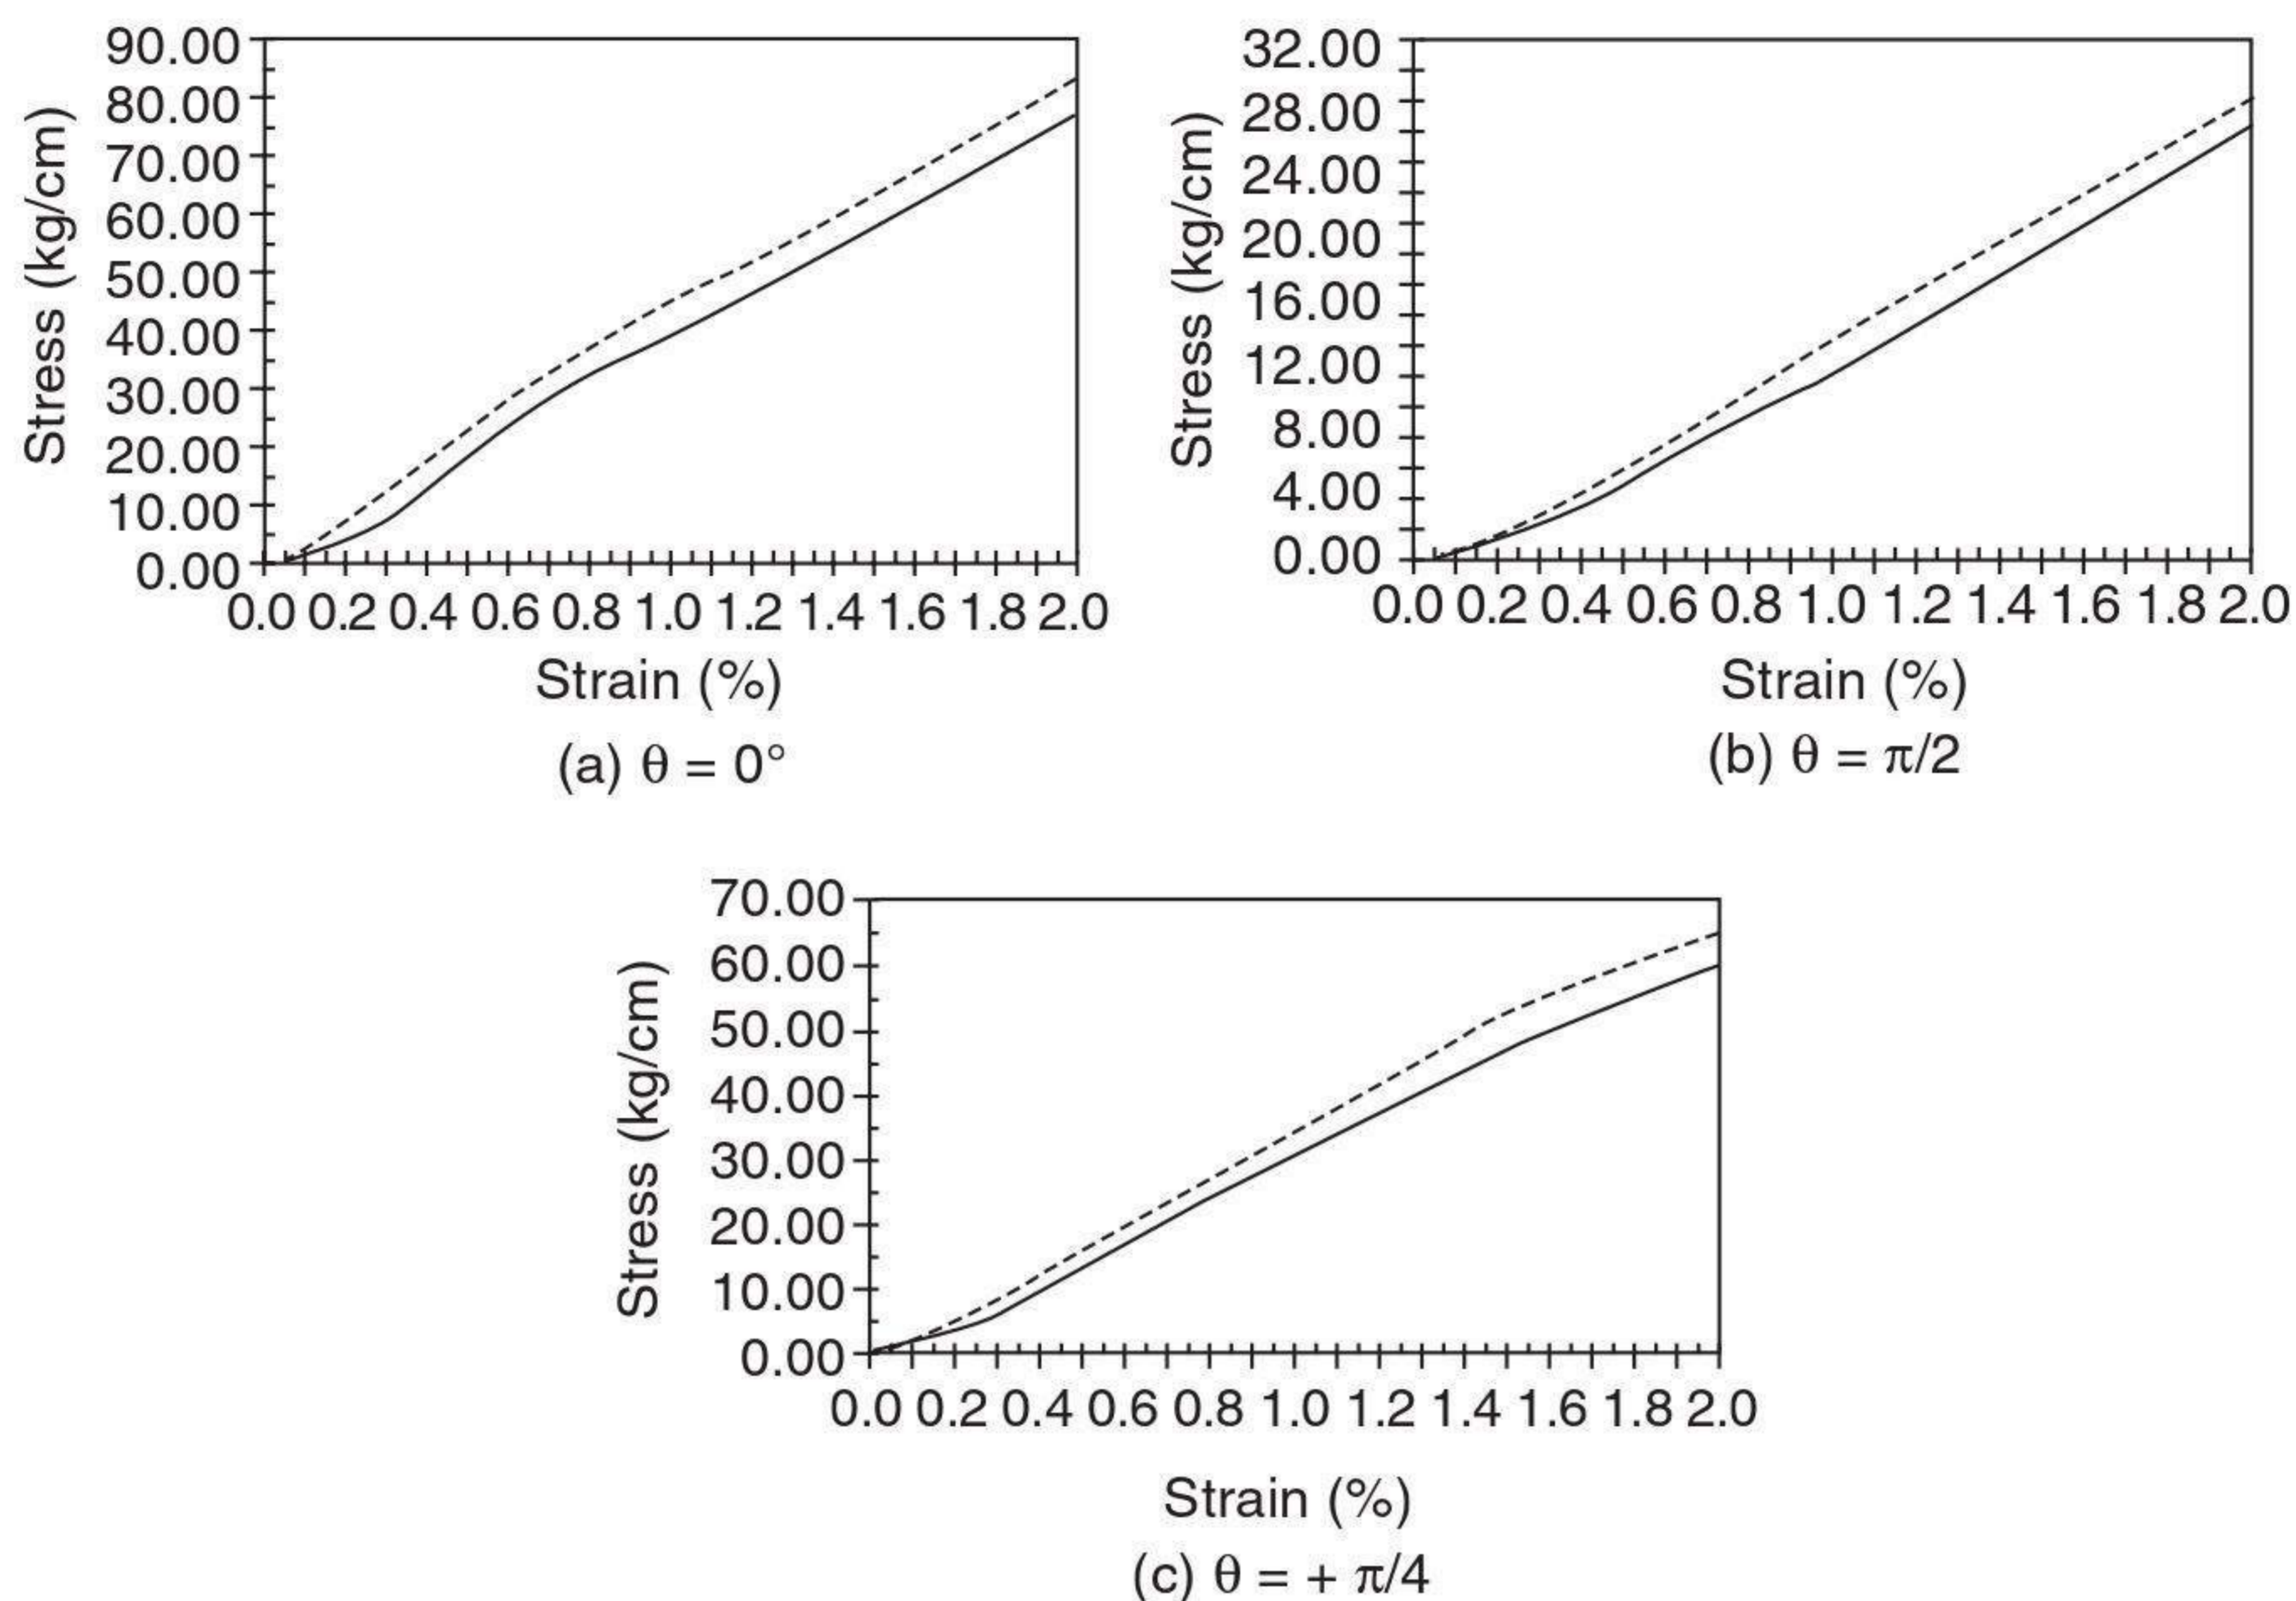 Stress (kg/cm)
90.00
80.00
70.00
60.00
50.00
40.00
30.00
20.00
10.00
0.00
0.0 0.2 0.4 0.6 0.8 1.0 1.2 1.4 1.6 1.8 2.0
Strain (%)
(a) θ = 0°
Stress (kg/cm)
32.00
28.00
24.00
20.00
16.00
12.00
8.00
4.00
0.00
0.0 0.2 0.4 0.6 0.8 1.0 1.2 1.4 1.6 1.8 2.0
Strain (%)
(b) θ = π/2
Stress (kg/cm)
70.00
60.00
50.00
40.00
30.00
20.00
10.00
0.00
0.0 0.2 0.4 0.6 0.8 1.0 1.2 1.4 1.6 1.8 2.0
Strain (%)
(c) θ = + π/4